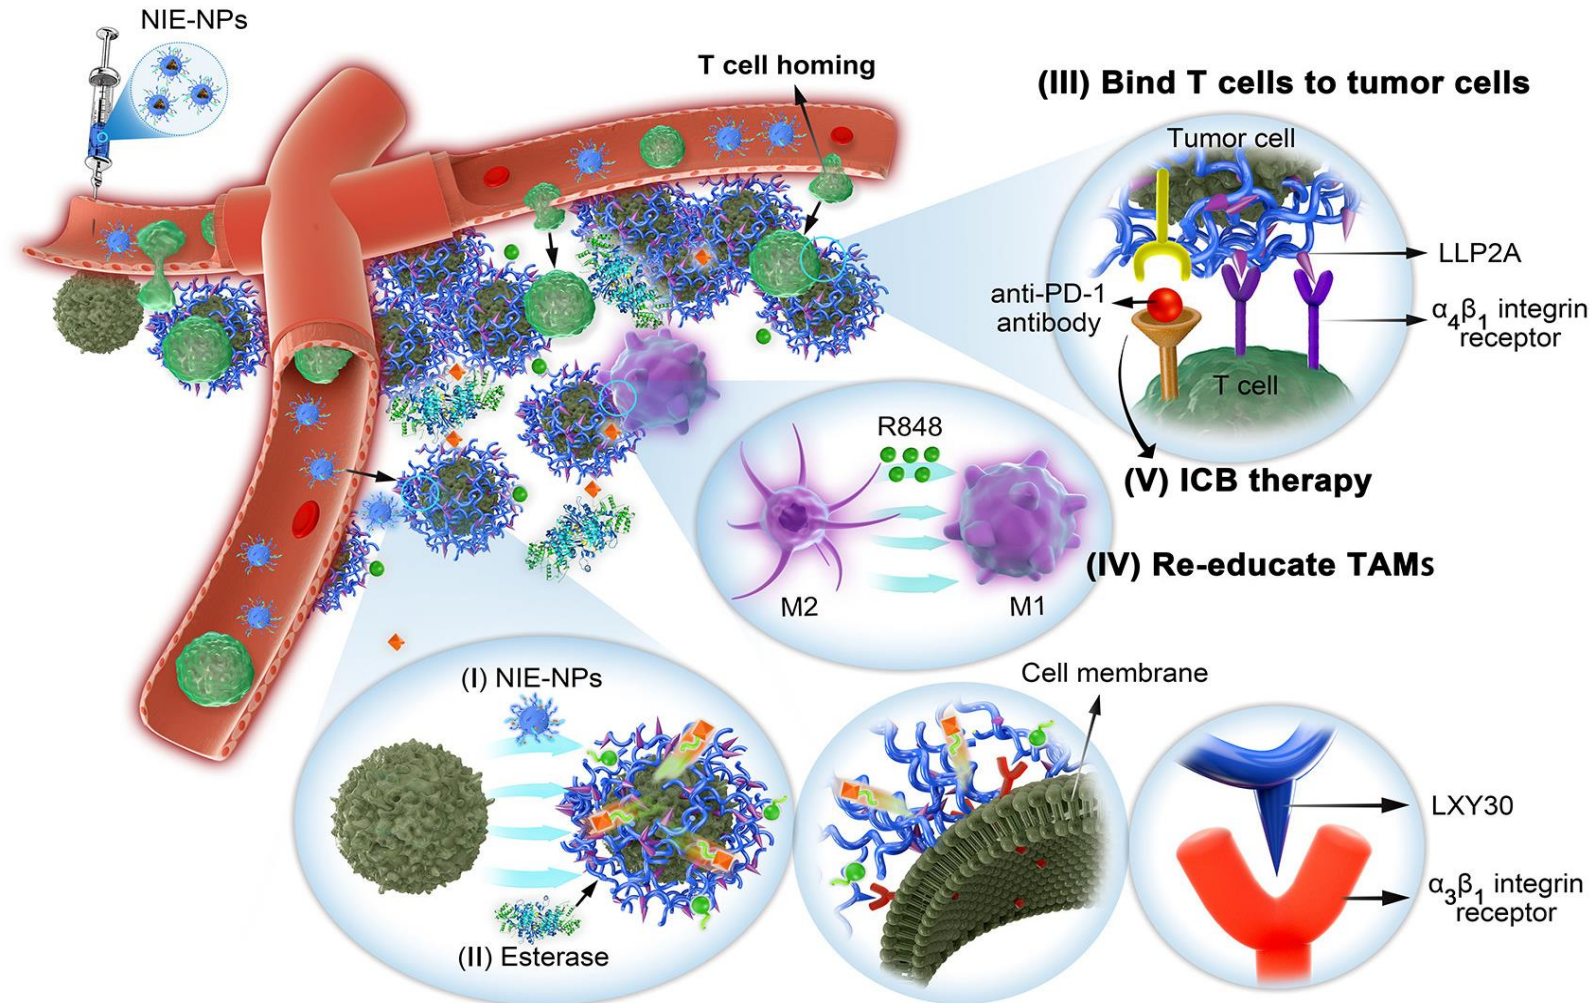 NIE-NPs
T cell homing
(III) Bind T cells to tumor cells
Tumor cell
LLP2A
anti-PD-1
antibody
α₄β₁ integrin
receptor
T cell
R848
(V) ICB therapy
M2
M1
(IV) Re-educate TAMs
(I) NIE-NPs
Cell membrane
LXY30
α₃β₁ integrin
receptor
(II) Esterase